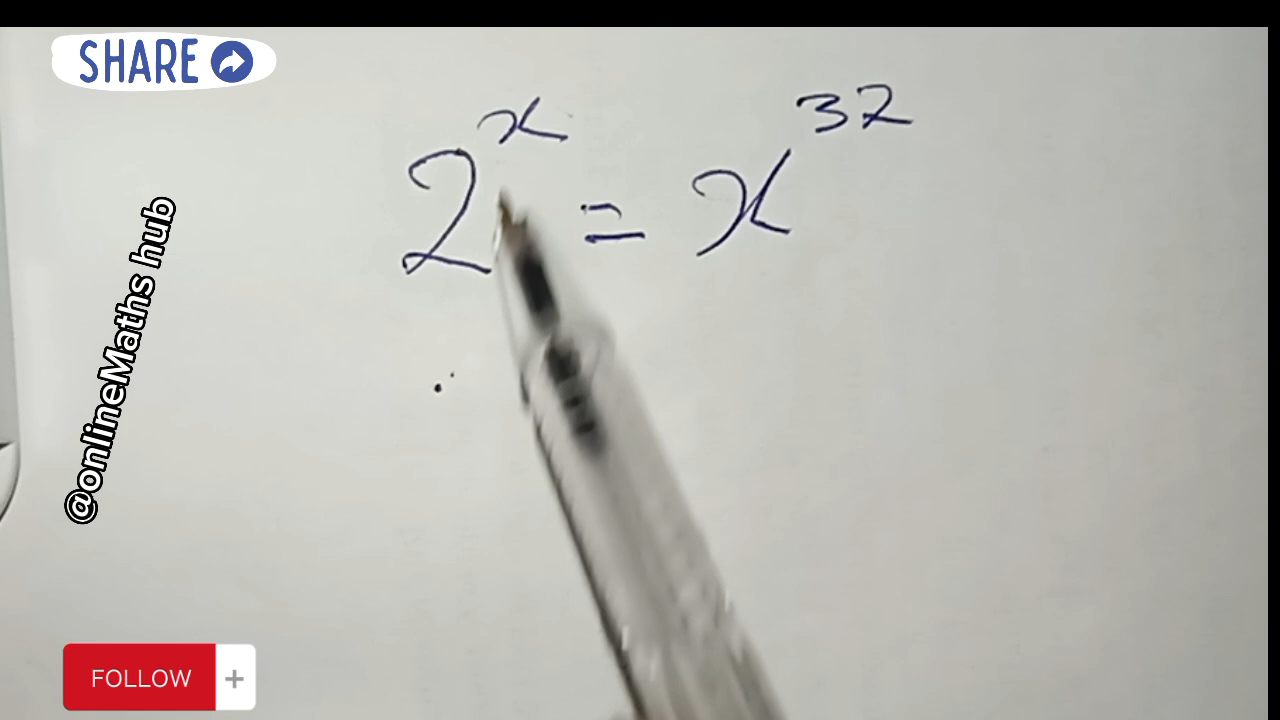 SHARE
2^x = x^32
@onlineMaths hub
FOLLOW +